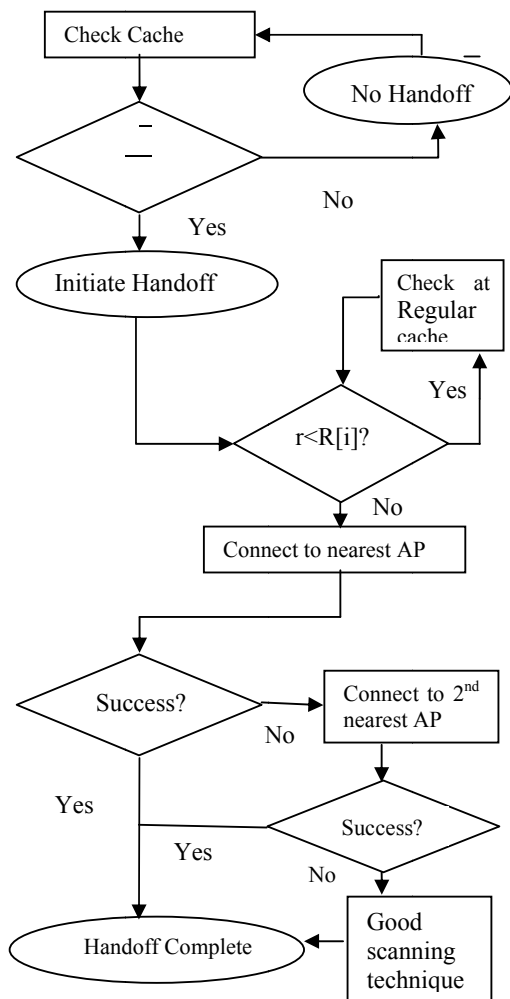 Check Cache
No Handoff
No
Yes
Initiate Handoff
Check at
Regular
cache
Yes
r<R[i]?
No
Connect to nearest AP
Success?
Connect to 2nd
nearest AP
No
Yes
Success?
Yes
No
Good
scanning
technique
Handoff Complete